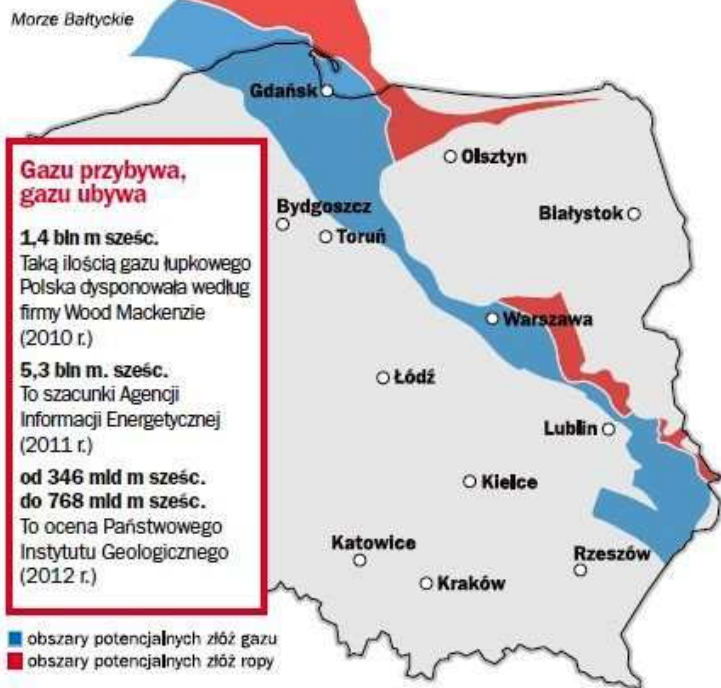 Morze Bałtyckie
Gdańsk
Olsztyn
Bydgoszcz
Toruń
Białystok
Warszawa
Łódź
Lublin
Kielce
Katowice
Kraków
Rzeszów
Gazu przybywa,
gazu ubywa
1,4 bln m sześc.
Taką ilością gazu łupkowego
Polska dysponowała według
firmy Wood Mackenzie
(2010 r.)
5,3 bln m. sześc.
To szacunki Agencji
Informacji Energetycznej
(2011 r.)
od 346 mld m sześc.
do 768 mld m sześc.
To ocena Państwowego
Instytutu Geologicznego
(2012 r.)
obszary potencjalnych złóż gazu
obszary potencjalnych złóż ropy